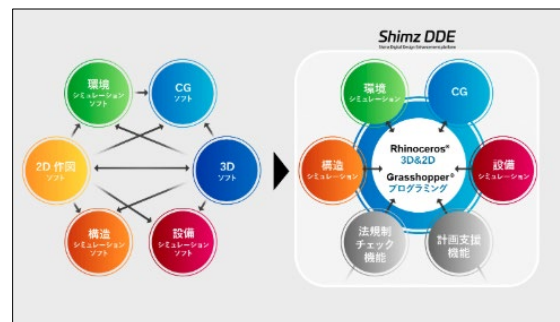 Shimz DDE
Shimz Digital Design Enhancement platform
環境
シミュレーション
ソフト
CG
ソフト
2D 作図
ソフト
3D
ソフト
構造
シミュレーション
ソフト
設備
シミュレーション
ソフト
環境
シミュレーション
CG
構造
シミュレーション
Rhinoceros®
3D&2D
Grasshopper®
プログラミング
設備
シミュレーション
法規制
チェック
機能
計画支援
機能